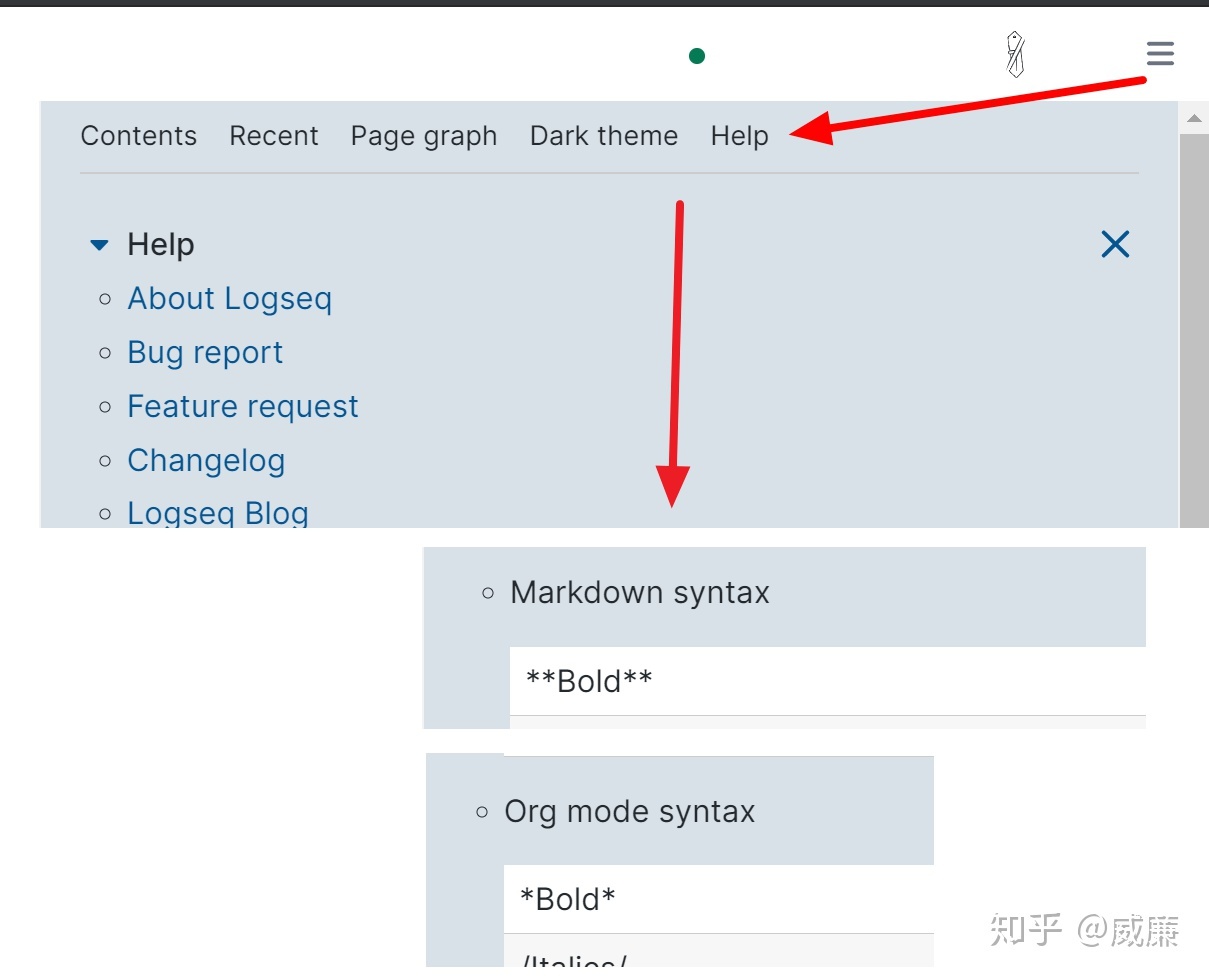 Contents Recent Page graph Dark theme Help
Help
About Logseq
Bug report
Feature request
Changelog
Logseq Blog
Markdown syntax
**Bold**
Org mode syntax
*Bold*
/Italics/
知乎 @威廉